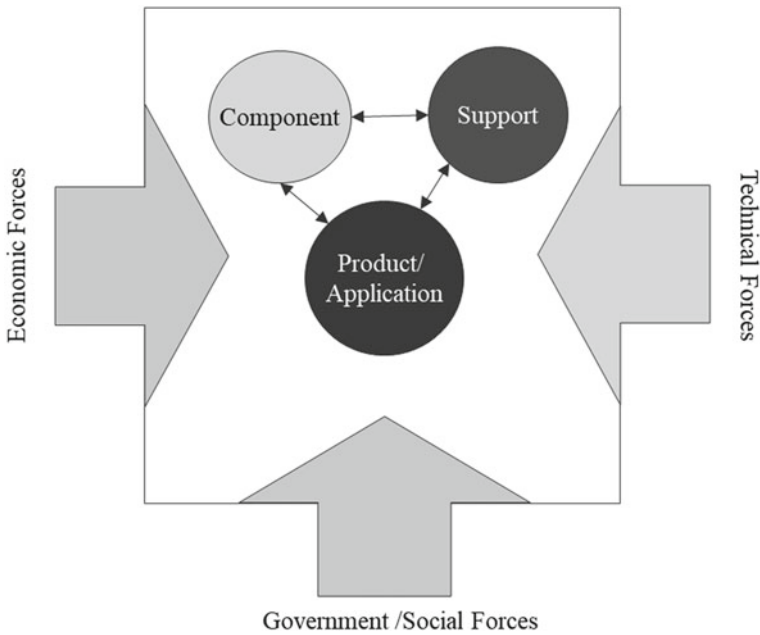 Component
Support
Product/
Application
Economic Forces
Technical Forces
Government /Social Forces